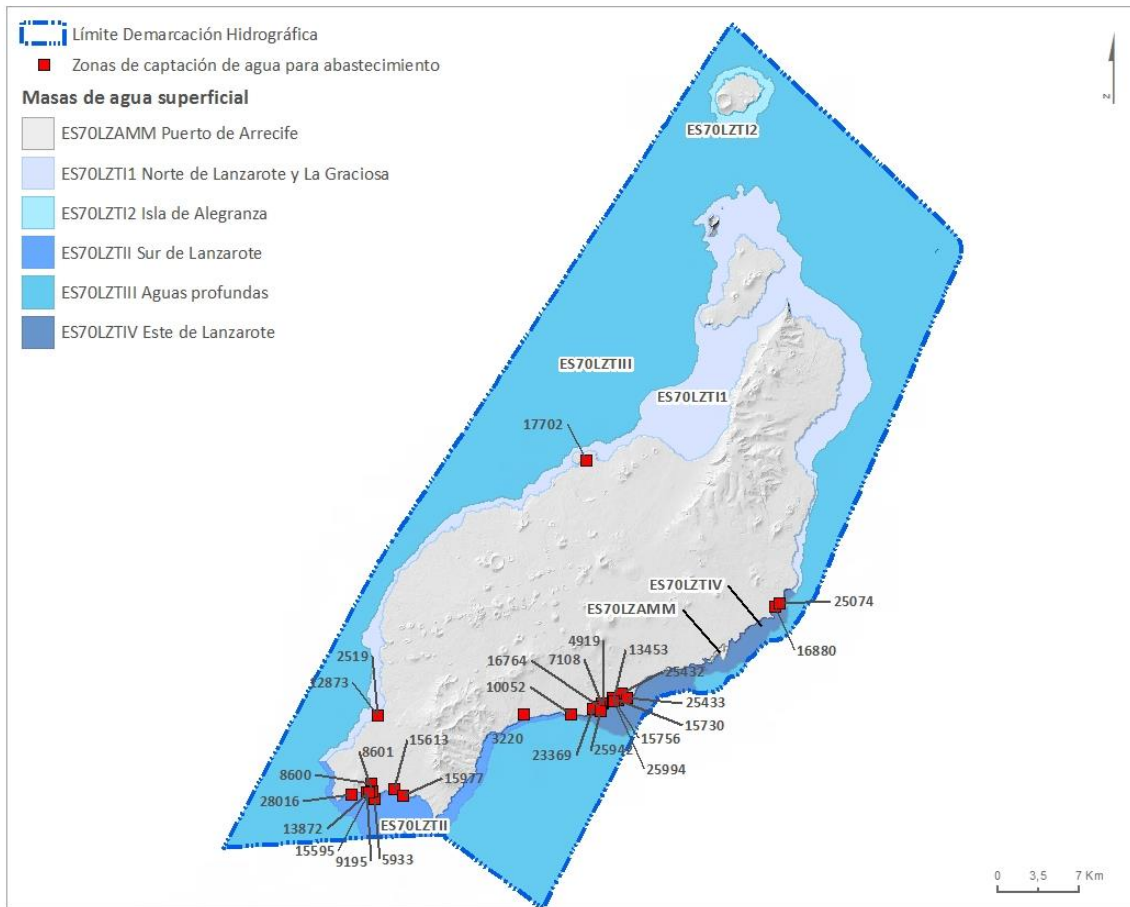 Límite Demarcación Hidrográfica
Zonas de captación de agua para abastecimiento
Masas de agua superficial
ES70LZAMM Puerto de Arrecife
ES70LZTI1 Norte de Lanzarote y La Graciosa
ES70LZTI2 Isla de Alegranza
ES70LZTII Sur de Lanzarote
ES70LZTIII Aguas profundas
ES70LZTIV Este de Lanzarote
Z
ES70LZTI2
ES70LZTIII
ES70LZTI1
17702
ES70LZTIV
ES70LZAMM
25074
16880
4919
13453
16764
7108
25432
2519
12873
10052
25433
15730
3220
15756
23369
25942
25994
15613
8601
8600
15977
28016
13872
ES70LZTII
15595
9195
5933
0 3,5 7 Km